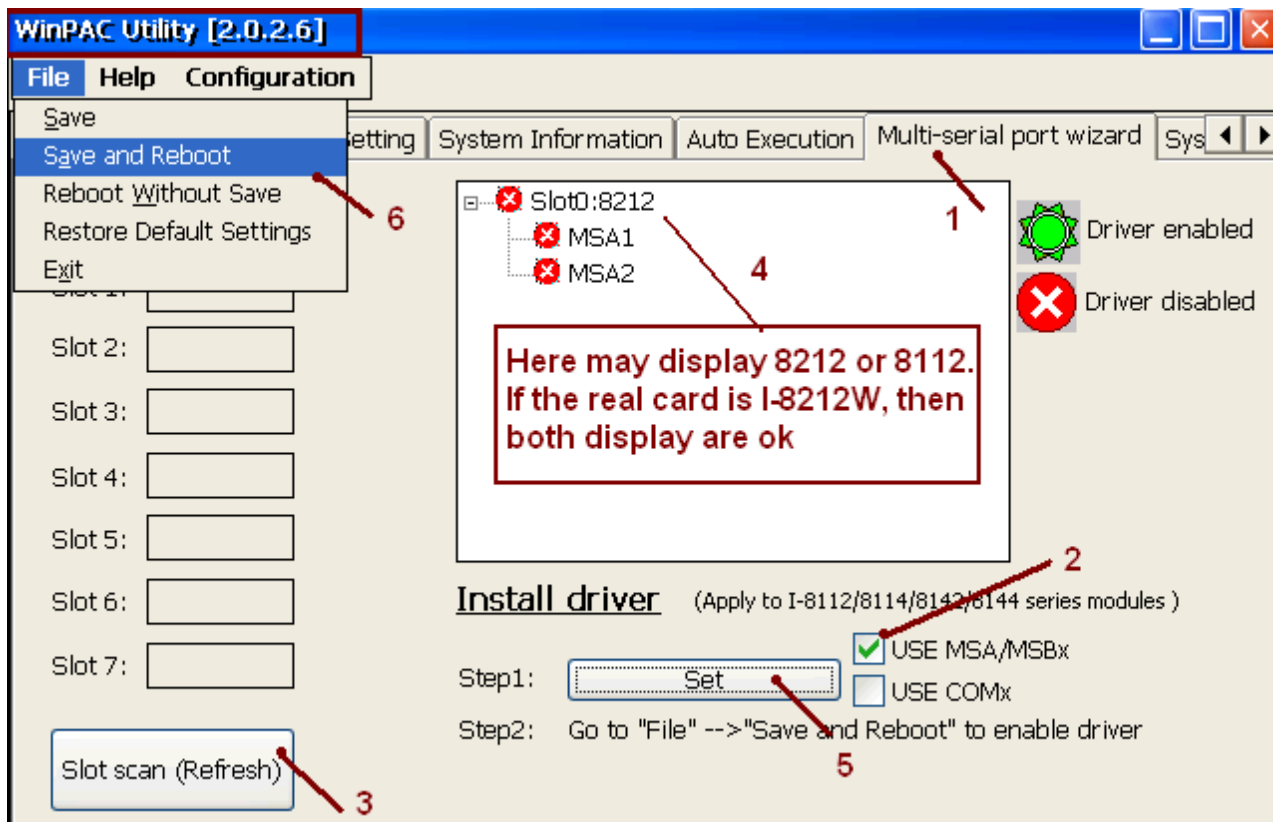 WinPAC Utility [2.0.2.6]
File Help Configuration
Save
Save and Reboot
Reboot Without Save
Restore Default Settings
Exit
etting System Information Auto Execution Multi-serial port wizard Sys
6
1
Slot0:8212
MSA1
MSA2
4
Driver enabled
Driver disabled
Here may display 8212 or 8112.
If the real card is I-8212W, then
both display are ok
Slot 1:
Slot 2:
Slot 3:
Slot 4:
Slot 5:
Slot 6:
Slot 7:
Slot scan (Refresh)
3
2
Install driver (Apply to I-8112/8114/8142/8144 series modules )
USE MSA/MSBx
Step1: Set
USE COMx
Step2: Go to "File" -->"Save and Reboot" to enable driver
5